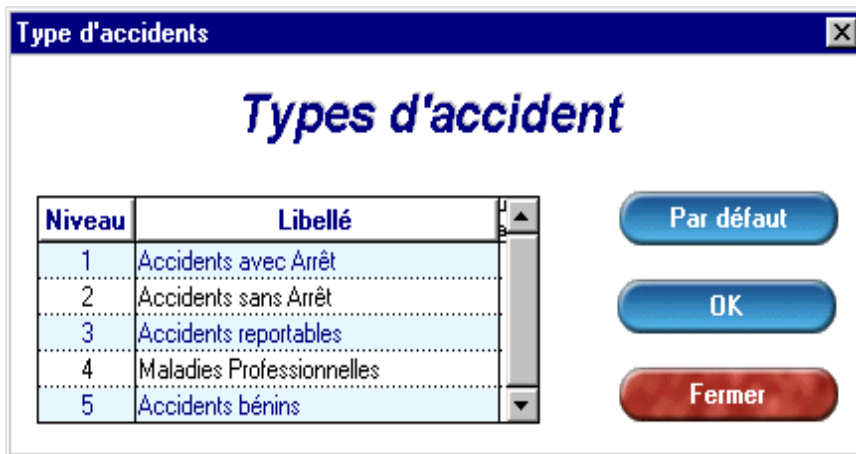 Type d'accidents
Types d'accident
Niveau Libellé
1 Accidents avec Arrêt
2 Accidents sans Arrêt
3 Accidents reportables
4 Maladies Professionnelles
5 Accidents bénins
Par défaut
OK
Fermer